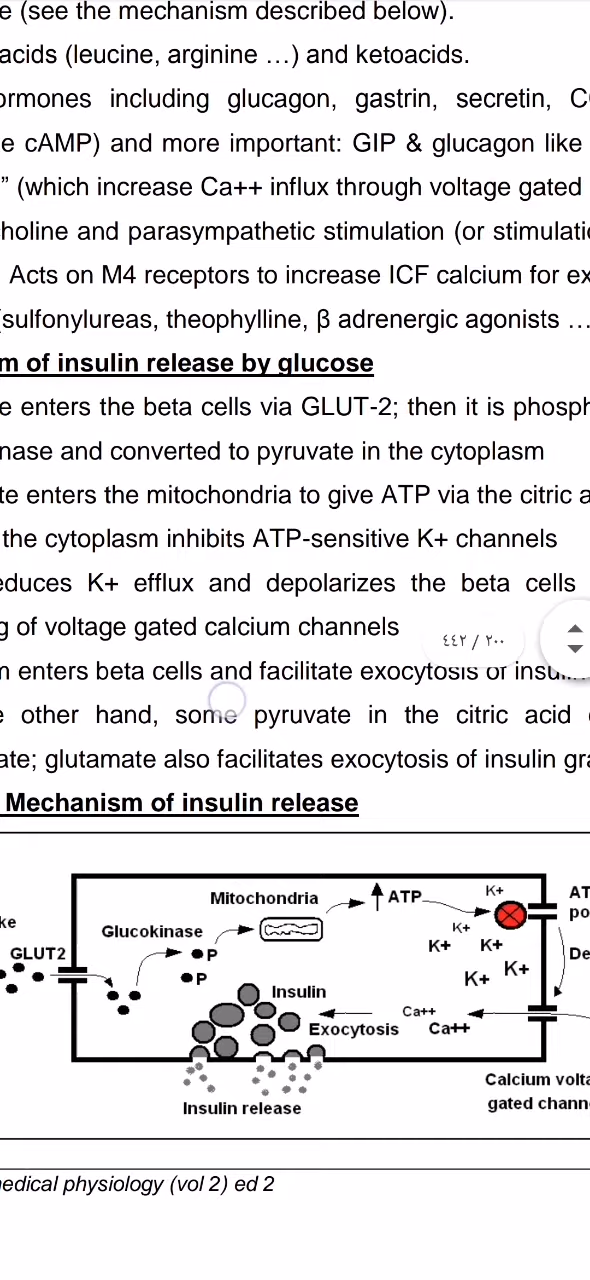 e (see the mechanism described below).
acids (leucine, arginine …) and ketoacids.
ormones including glucagon, gastrin, secretin, C
e cAMP) and more important: GIP & glucagon like
” (which increase Ca++ influx through voltage gated
choline and parasympathetic stimulation (or stimulati
Acts on M4 receptors to increase ICF calcium for ex
(sulfonylureas, theophylline, β adrenergic agonists …
m of insulin release by glucose
e enters the beta cells via GLUT-2; then it is phosph
nase and converted to pyruvate in the cytoplasm
te enters the mitochondria to give ATP via the citric a
the cytoplasm inhibits ATP-sensitive K+ channels
educes K+ efflux and depolarizes the beta cells
g of voltage gated calcium channels
٤٤٢ / ٢٠٠
m enters beta cells and facilitate exocytosis of insulin
e other hand, some pyruvate in the citric acid
ate; glutamate also facilitates exocytosis of insulin gra
Mechanism of insulin release
Mitochondria
ATP
K+
AT
po
ke
GLUT2
Glucokinase
P
K+
K+
K+
De
P
K+
K+
Insulin
Ca++
Exocytosis
Ca++
Insulin release
Calcium volta
gated chann
medical physiology (vol 2) ed 2